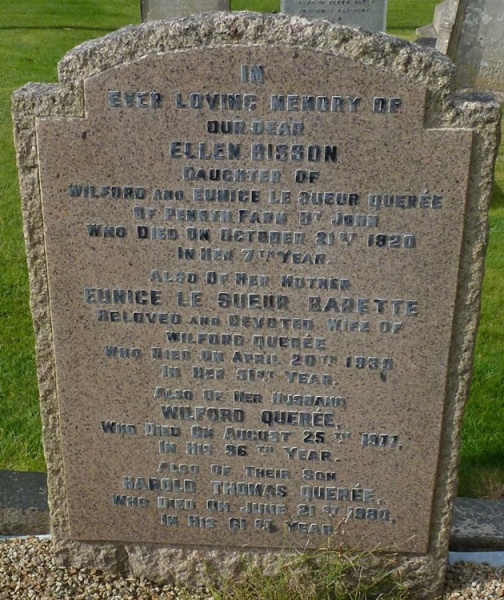 IN
EVER LOVING MEMORY OF
OUR DEAR
ELLEN BISSON
DAUGHTER OF
WILFORD AND EUNICE LE SUEUR QUERÉE
OF FARM ST JOHN
WHO DIED ON OCTOBER 21ST 1920
IN HER 7TH YEAR.
ALSO OF HER MOTHER
EUNICE LE SUEUR BARETTE
BELOVED AND DEVOTED WIFE OF
WILFORD QUERÉE
WHO DIED ON APRIL 20TH 1935
IN HER 51ST YEAR.
ALSO OF HER HUSBAND
WILFORD QUERÉE,
WHO DIED ON AUGUST 25TH 1977,
IN HIS 96TH YEAR.
ALSO OF THEIR SON
HAROLD THOMAS QUERÉE,
WHO DIED ON JUNE 21ST 1980,
IN HIS 61ST YEAR